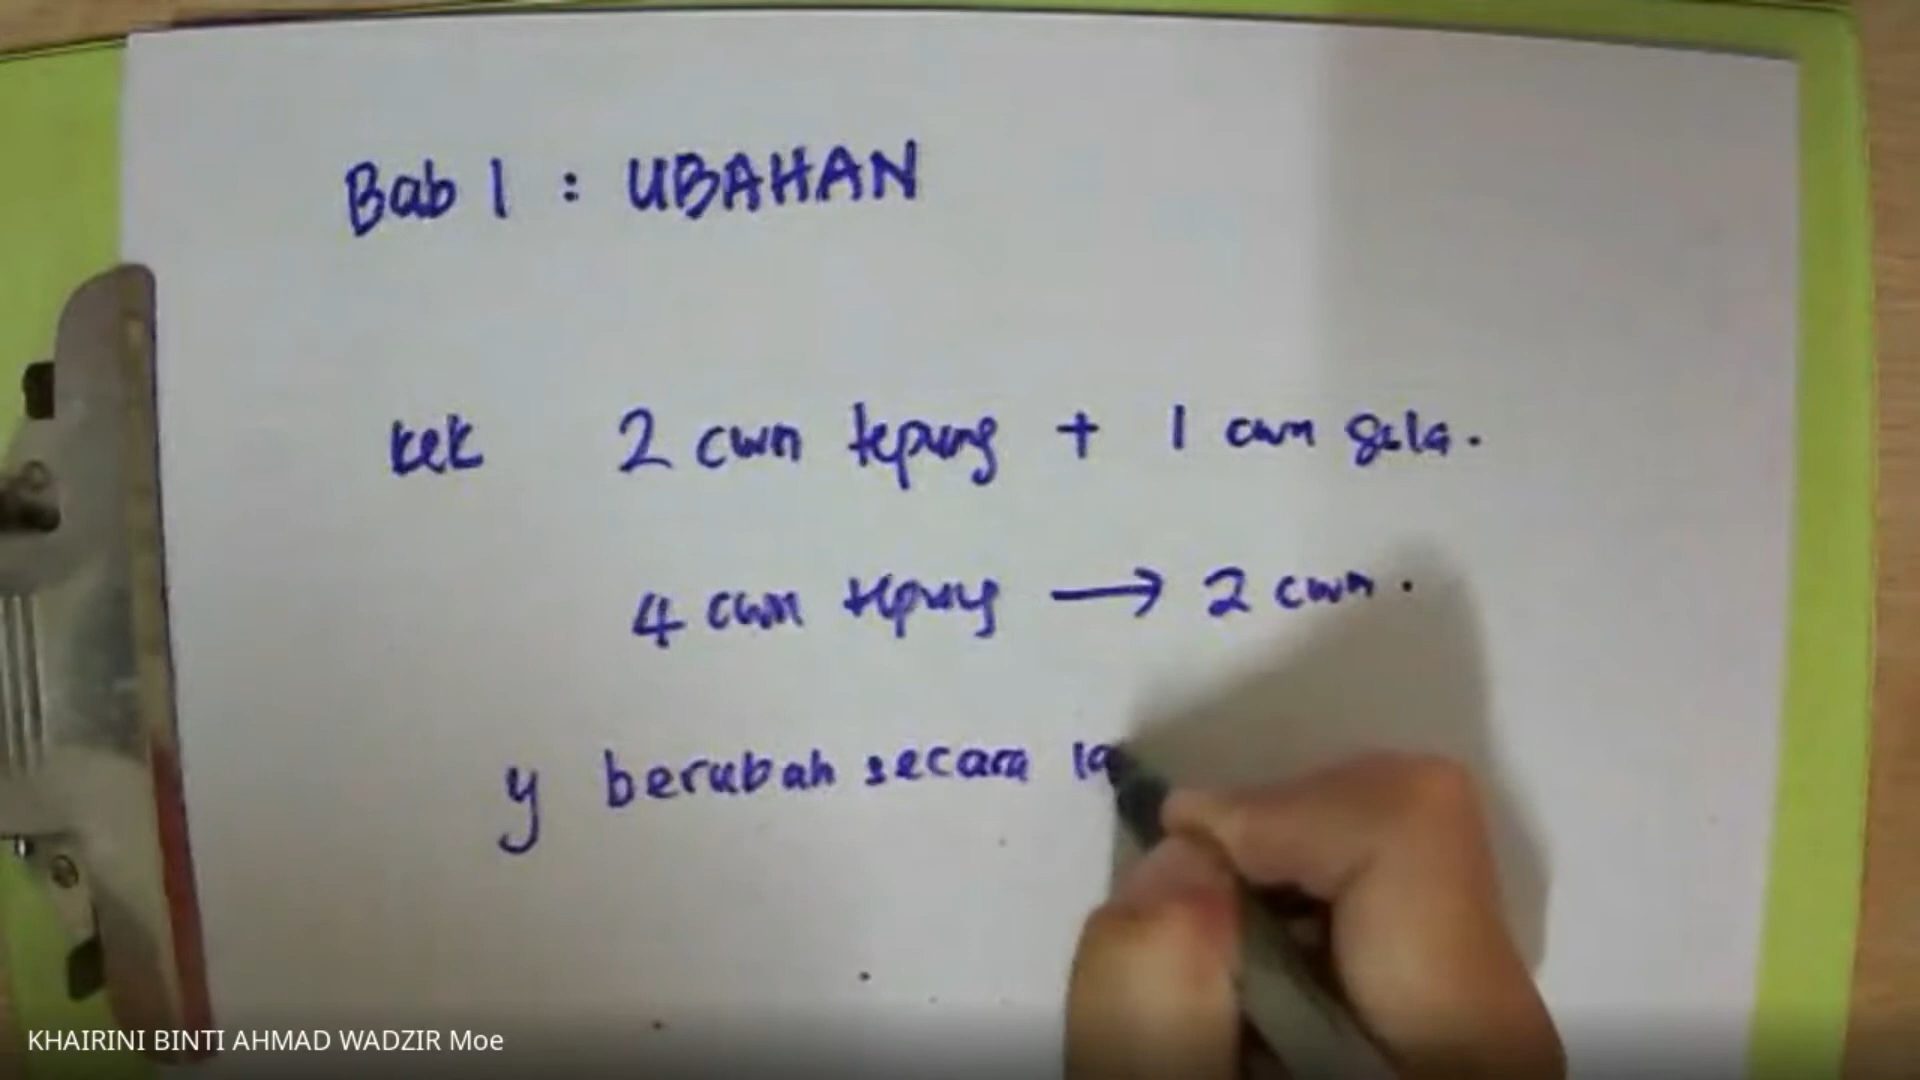 Bab 1 : UBAHAN
kek 2 cwn tepung + 1 cwn gula.
4 cwn tepung → 2 cwn.
y berubah secara la
KHAIRINI BINTI AHMAD WADZIR Moe